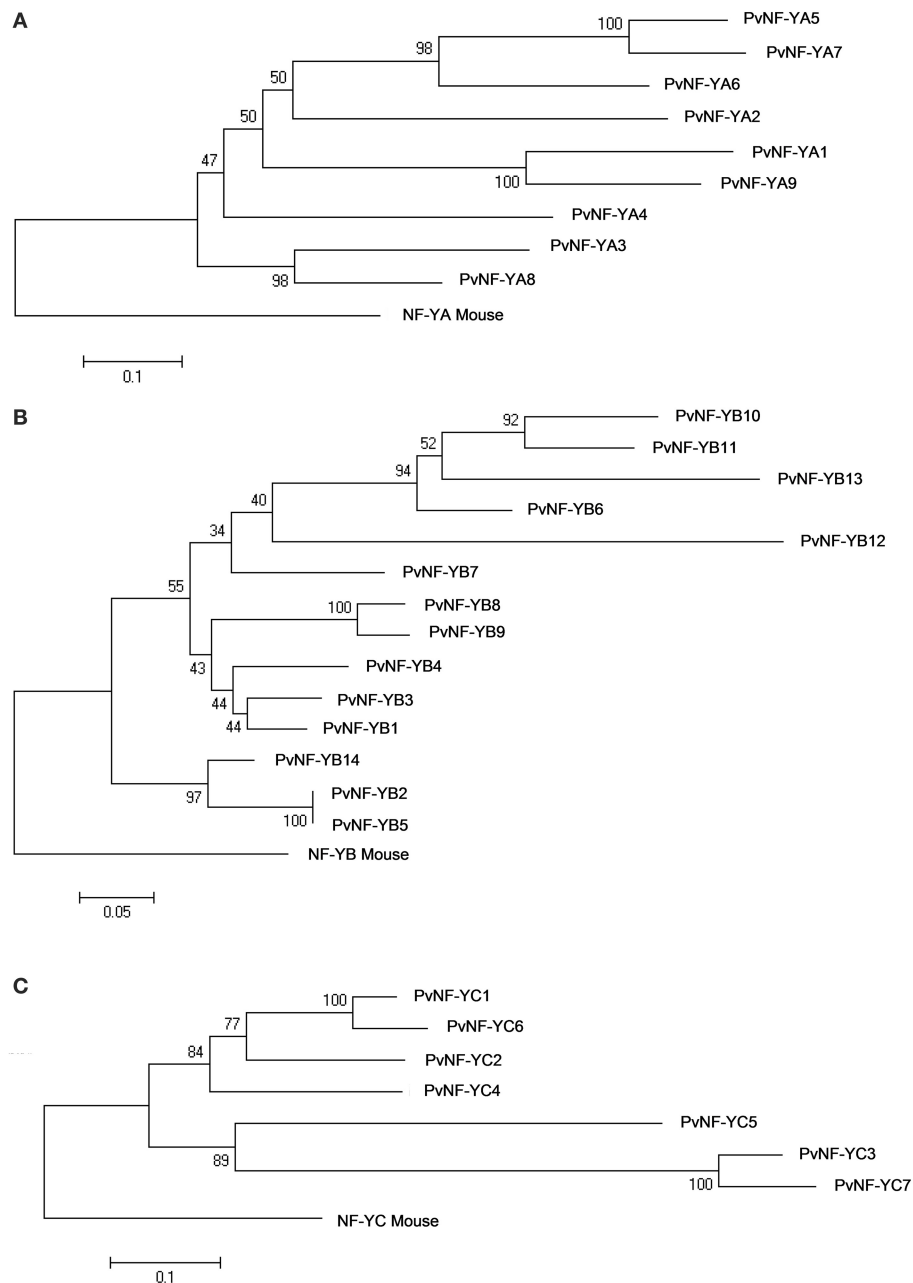 A
PvNF-YA5
100
PvNF-YA7
98
PvNF-YA6
50
PvNF-YA2
50
PvNF-YA1
100
PvNF-YA9
47
PvNF-YA4
PvNF-YA3
98
PvNF-YA8
NF-YA Mouse
0.1
B
PvNF-YB10
92
PvNF-YB11
52
PvNF-YB13
94
PvNF-YB6
40
PvNF-YB12
34
PvNF-YB7
55
PvNF-YB8
100
PvNF-YB9
43
PvNF-YB4
44
PvNF-YB3
44
PvNF-YB1
PvNF-YB14
97
PvNF-YB2
100
PvNF-YB5
NF-YB Mouse
0.05
C
PvNF-YC1
100
PvNF-YC6
77
PvNF-YC2
84
PvNF-YC4
PvNF-YC5
89
PvNF-YC3
100
PvNF-YC7
NF-YC Mouse
0.1